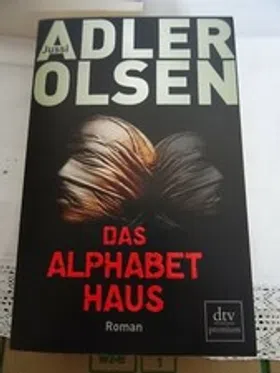 ADLER
Jussi
OLSEN
DAS
ALPHABET
HAUS
Roman
dtv
premium